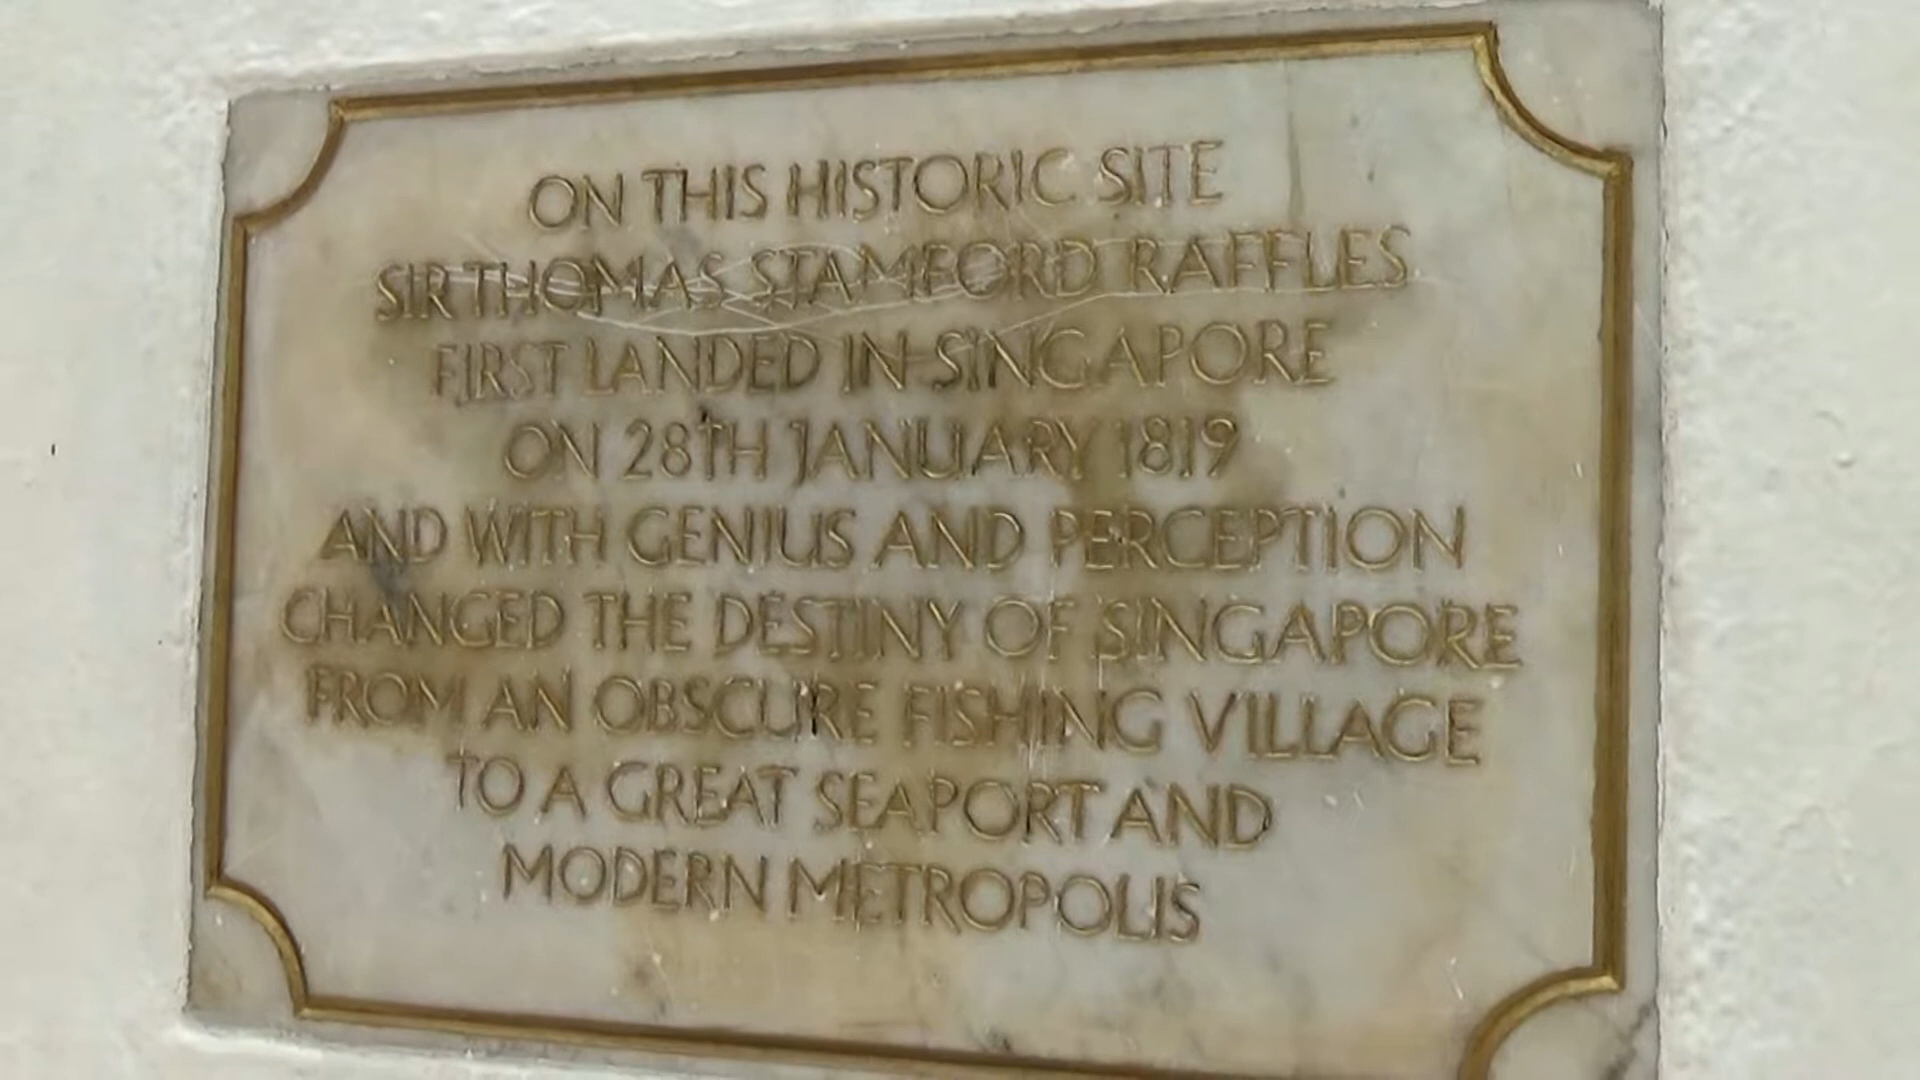 ON THIS HISTORIC SITE
SIR THOMAS STAMFORD RAFFLES
FIRST LANDED IN SINGAPORE
ON 28TH JANUARY 1819
AND WITH GENIUS AND PERCEPTION
CHANGED THE DESTINY OF SINGAPORE
FROM AN OBSCURE FISHING VILLAGE
TO A GREAT SEAPORT AND
MODERN METROPOLIS